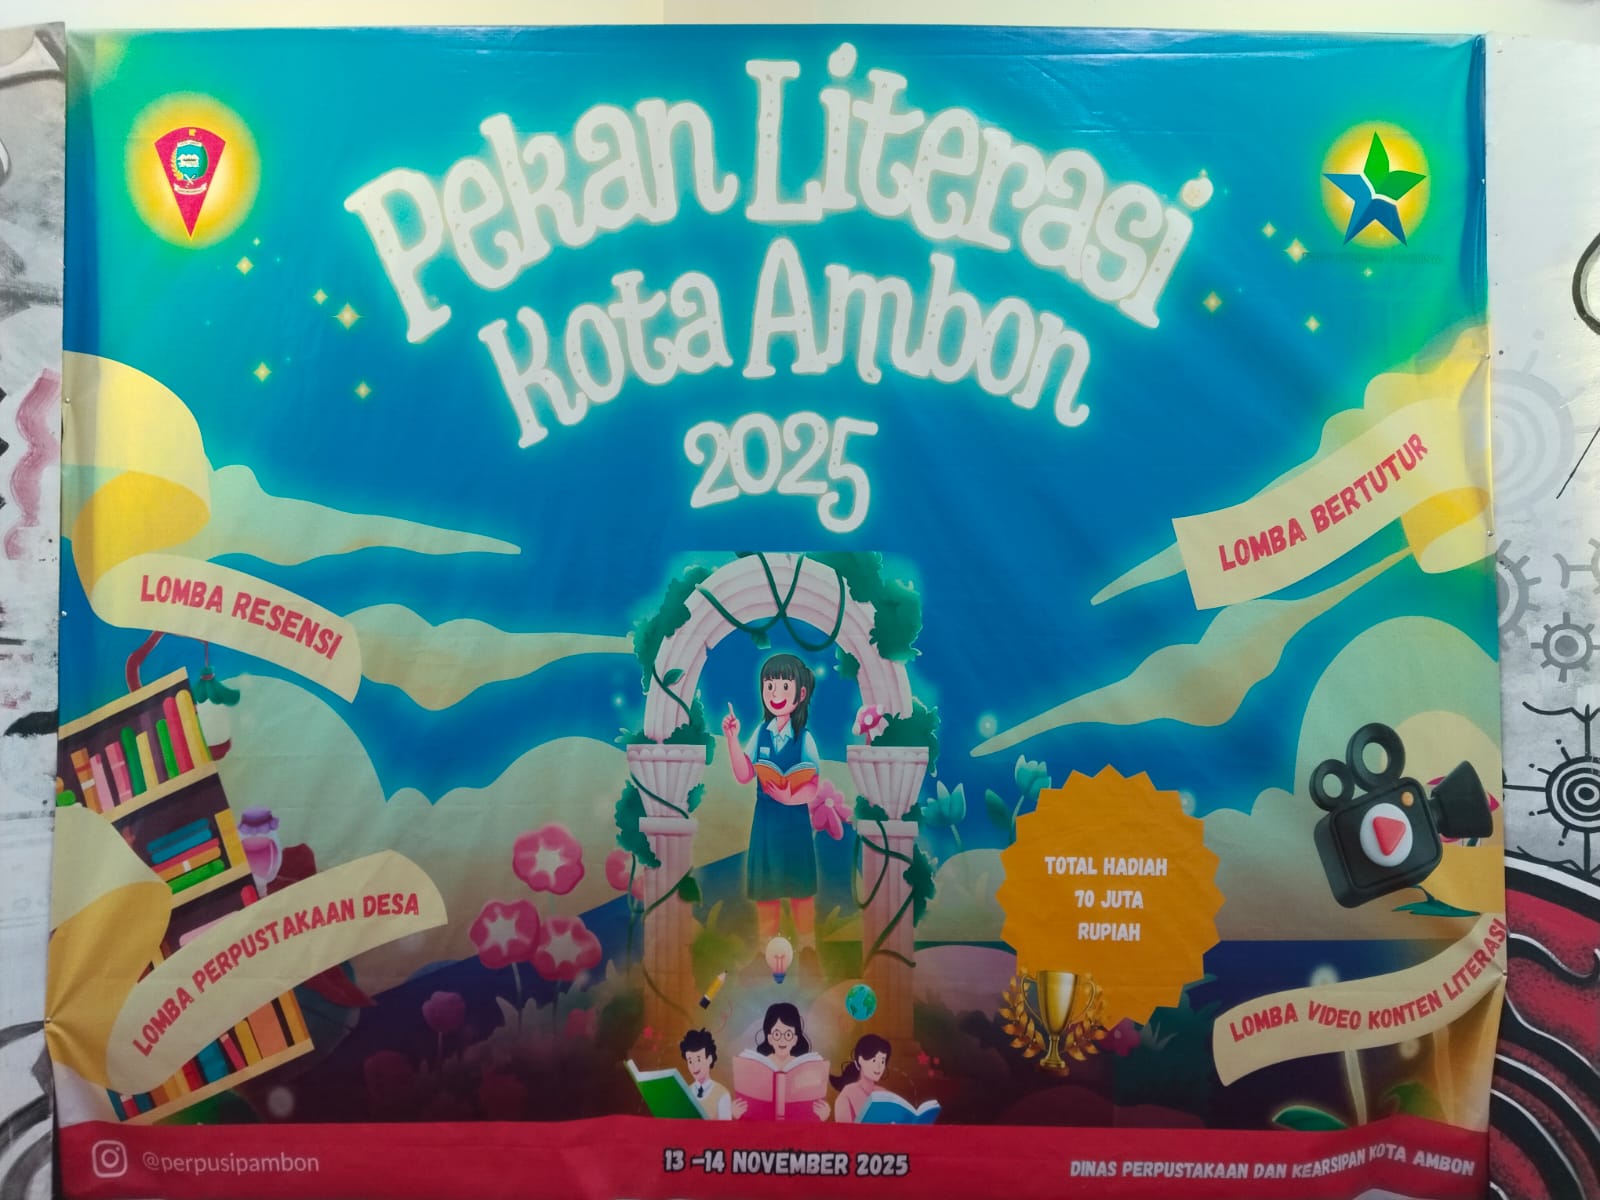 Pekan Literasi
Kota Ambon
2025
LOMBA BERTUTUR
LOMBA RESENSI
TOTAL HADIAH
70 JUTA
RUPIAH
LOMBA PERPUSTAKAAN DESA
LOMBA VIDEO KONTEN LITERASI
@perpusipambon
13 -14 NOVEMBER 2025
DINAS PERPUSTAKAAN DAN KEARSIPAN KOTA AMBON